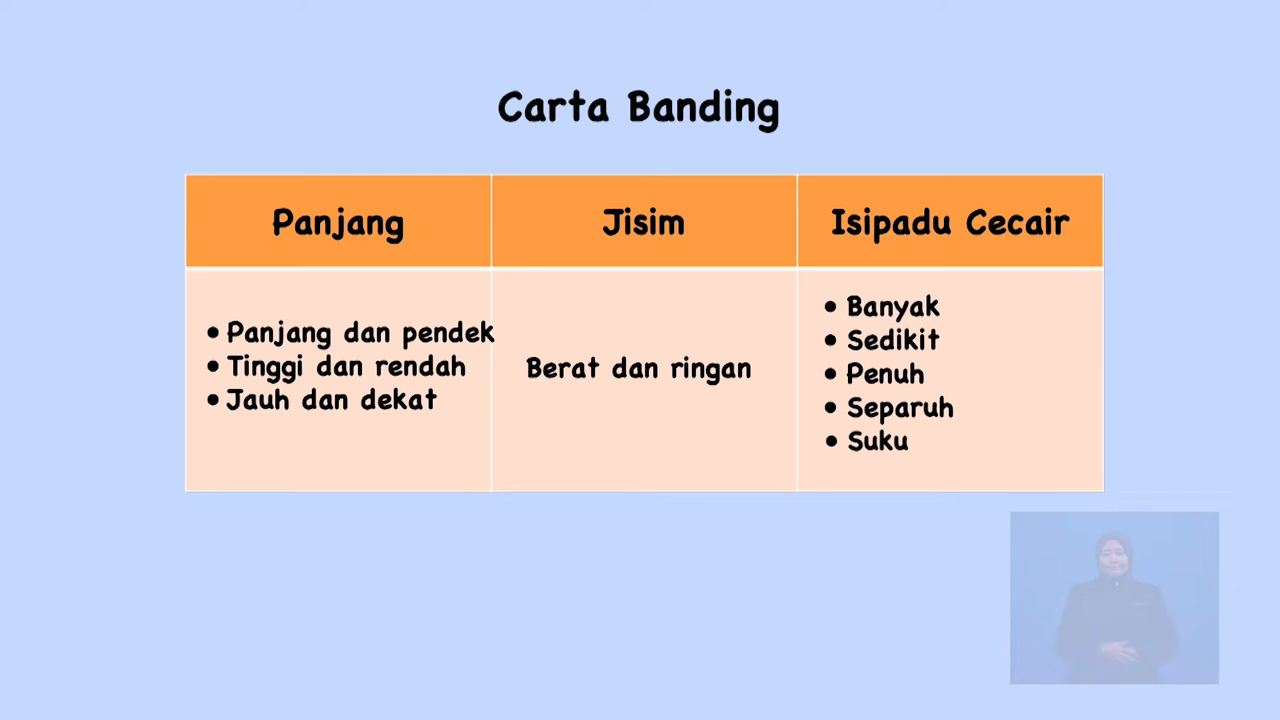 Carta Banding
Panjang
Jisim
Isipadu Cecair
• Panjang dan pendek
• Tinggi dan rendah
• Jauh dan dekat
Berat dan ringan
• Banyak
• Sedikit
• Penuh
• Separuh
• Suku